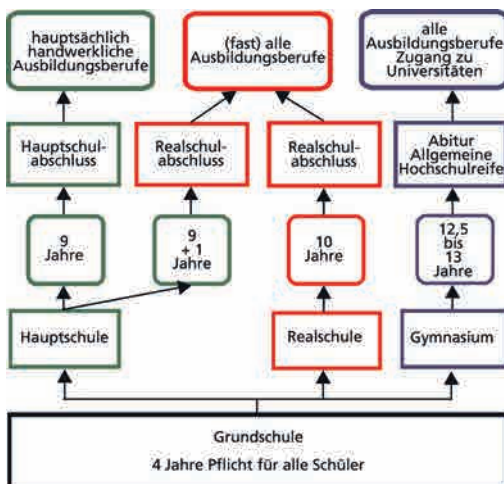 hauptsächlich
handwerkliche
Ausbildungsberufe
(fast) alle
Ausbildungsberufe
alle
Ausbildungsberufe
Zugang zu
Universitäten
Hauptschul-
abschluss
Realschul-
abschluss
Realschul-
abschluss
Abitur
Allgemeine
Hochschulreife
9
Jahre
9
+ 1
Jahre
10
Jahre
12,5
bis
13
Jahre
Hauptschule
Realschule
Gymnasium
Grundschule
4 Jahre Pflicht für alle Schüler